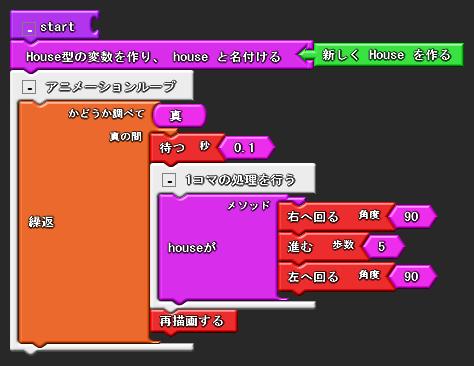 - start
House型の変数を作り、 house と名付ける 新しく House を作る
- アニメーションループ
かどうか調べて 真
真の間
待つ 秒 0.1
- 1コマの処理を行う
メソッド
右へ回る 角度 90
繰返
houseが 進む 歩数 5
左へ回る 角度 90
再描画する